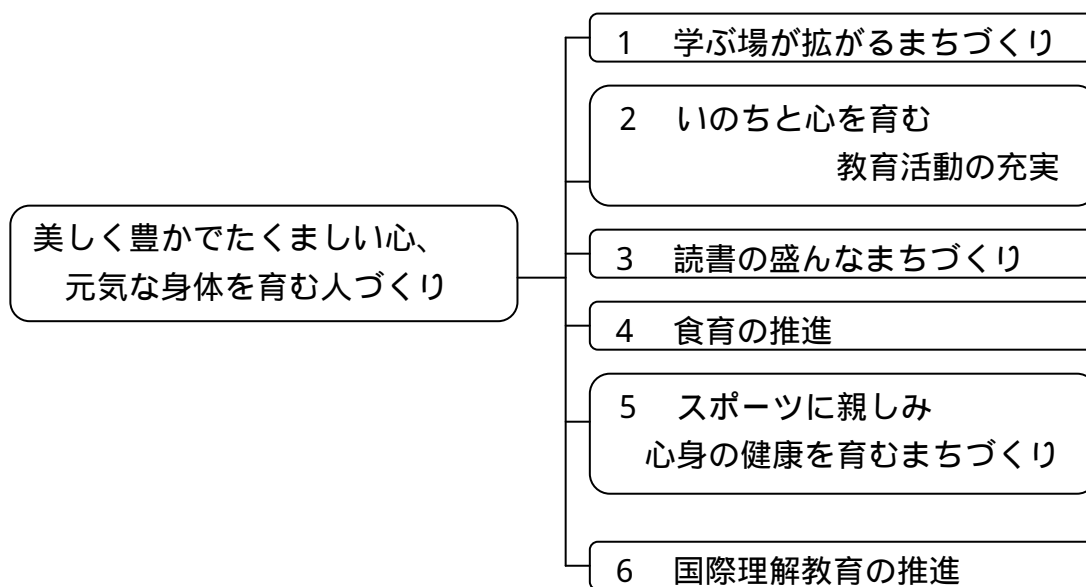 1 学ぶ場が拡がるまちづくり
2 いのちと心を育む
教育活動の充実
美しく豊かでたくましい心、
元気な身体を育む人づくり
3 読書の盛んなまちづくり
4 食育の推進
5 スポーツに親しみ
心身の健康を育むまちづくり
6 国際理解教育の推進